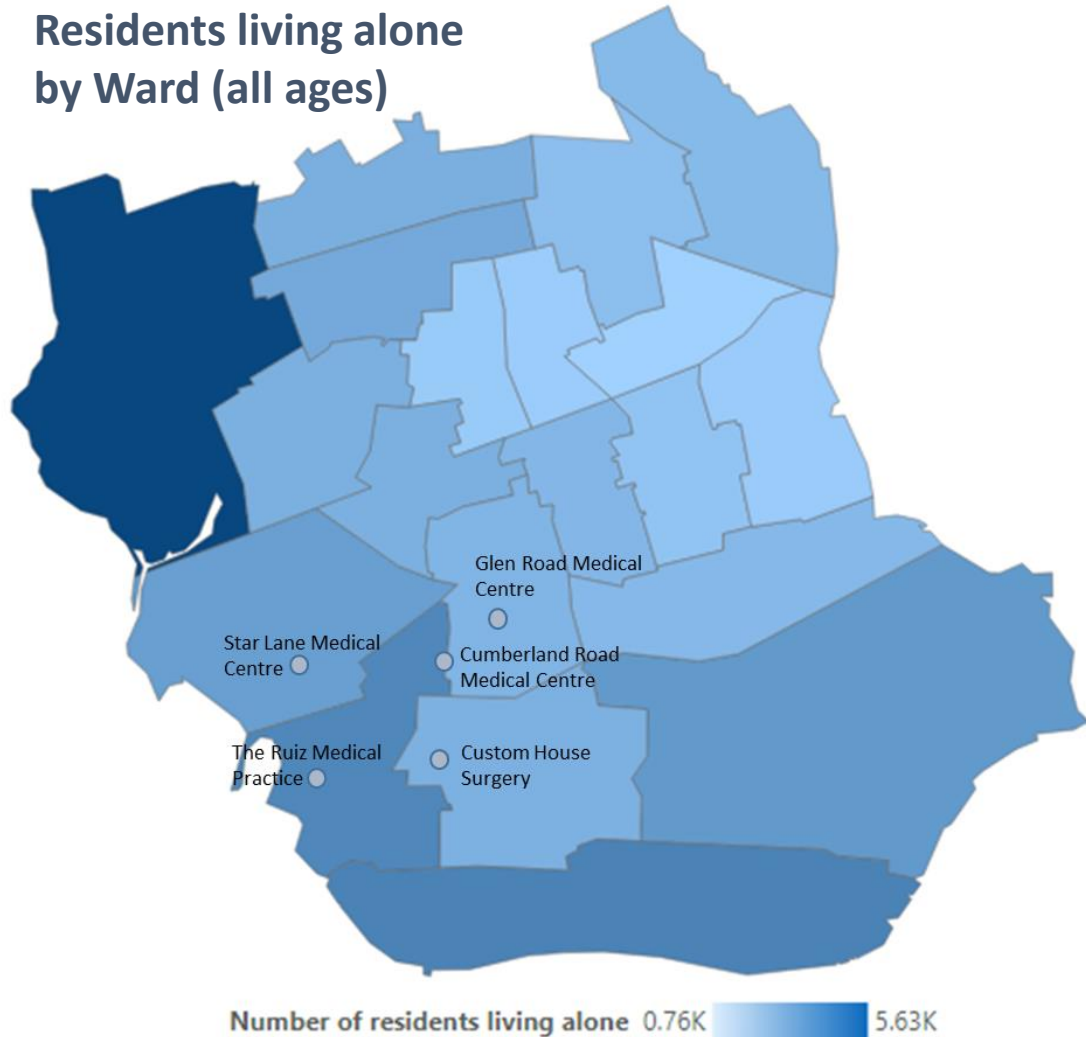 Residents living alone
by Ward (all ages)
Glen Road Medical
Centre
Star Lane Medical
Centre
Cumberland Road
Medical Centre
The Ruiz Medical
Practice
Custom House
Surgery
Number of residents living alone 0.76K 5.63K